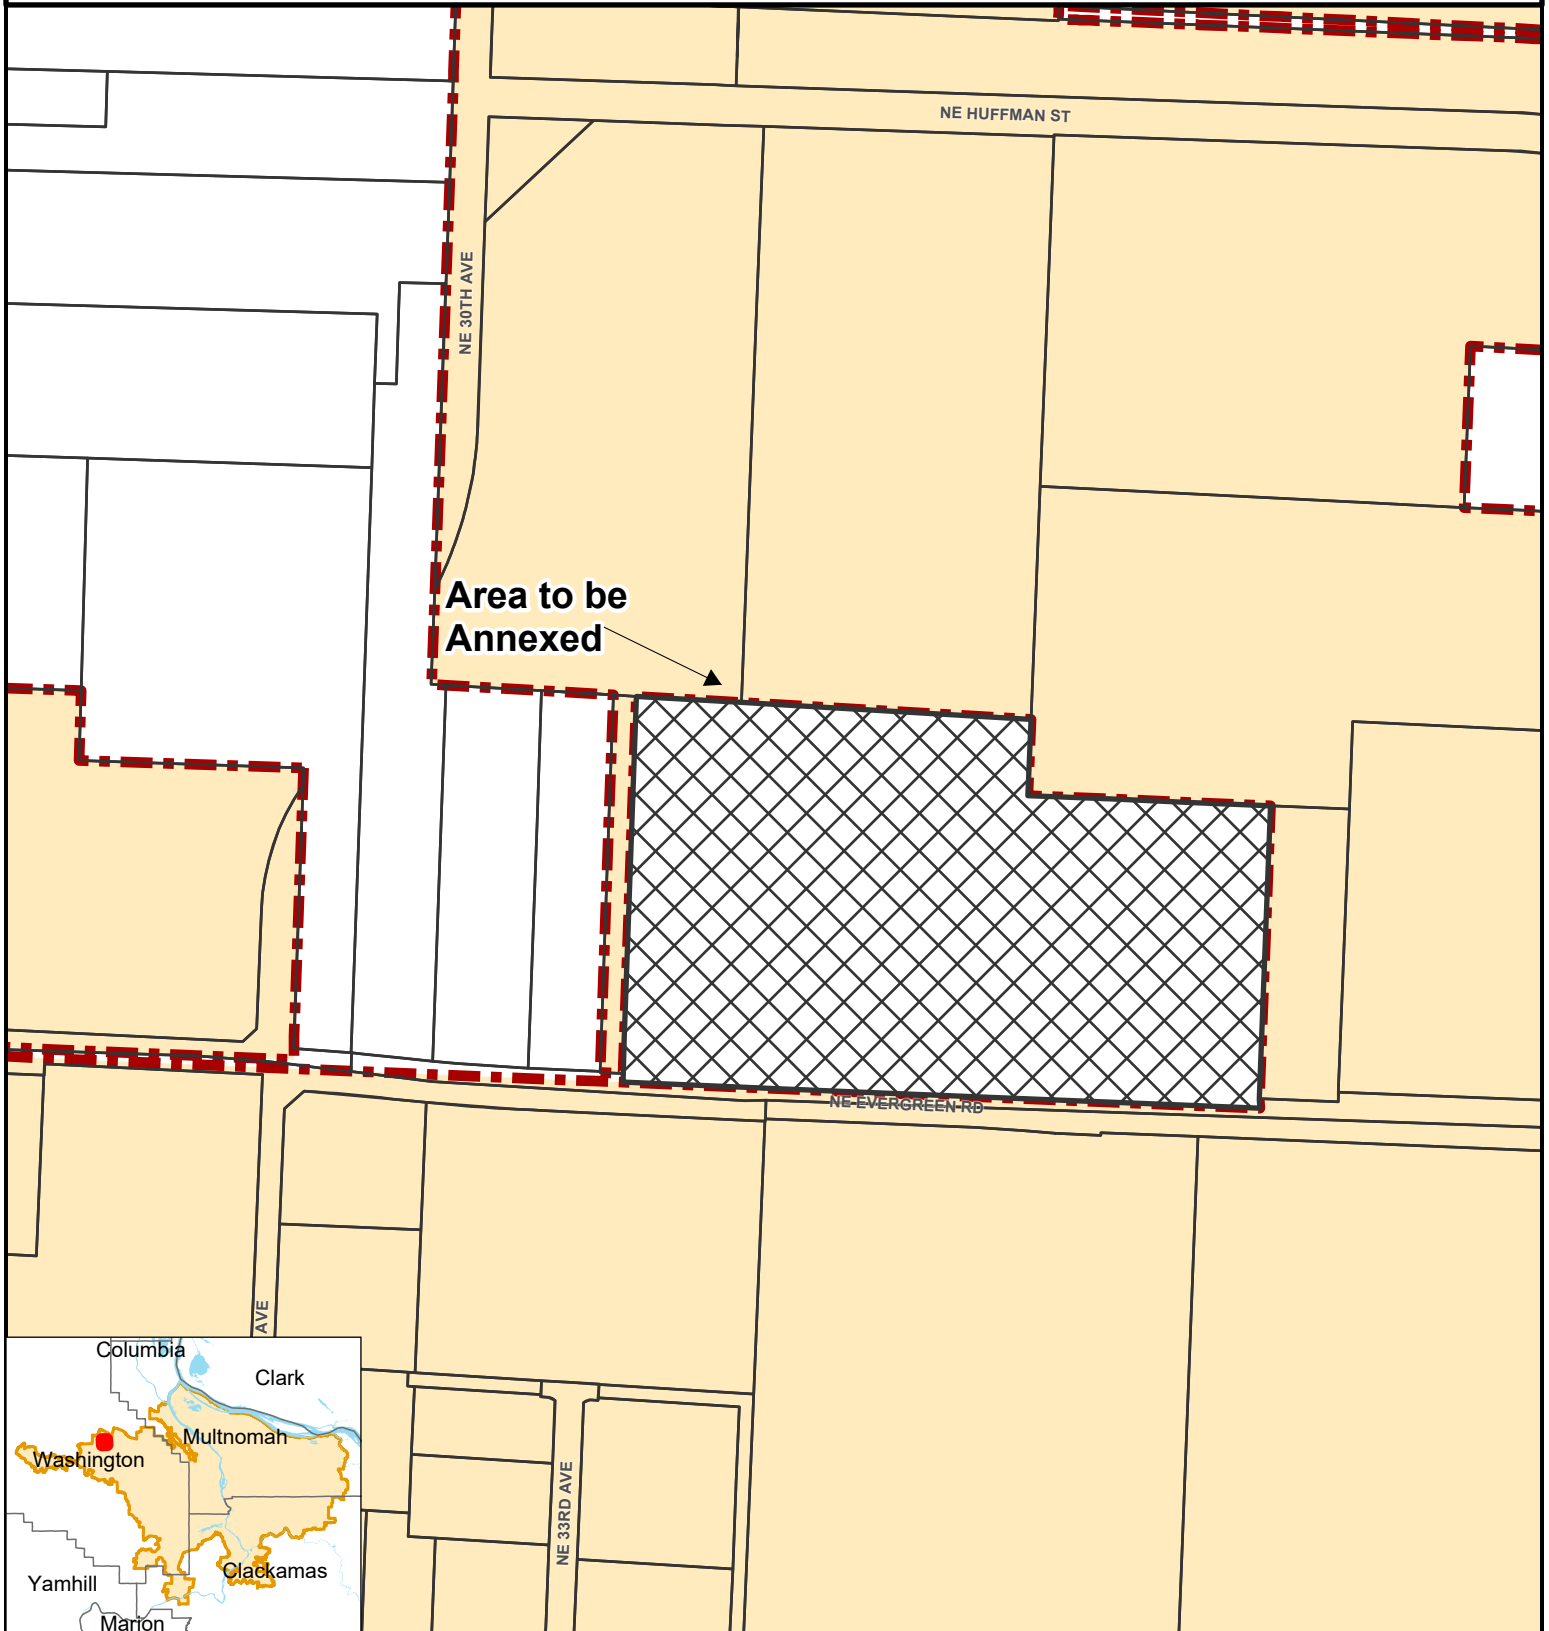 NE HUFFMAN ST
NE 30TH AVE
Area to be
Annexed
NE EVERGREEN RD
AVE
NE 33RD AVE
Columbia
Clark
Multnomah
Washington
Clackamas
Yamhill
Marion